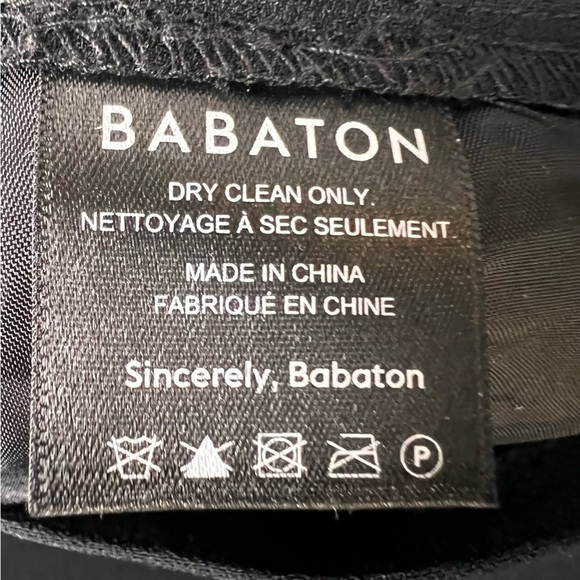 BABATON
DRY CLEAN ONLY.
NETTOYAGE À SEC SEULEMENT.
MADE IN CHINA
FABRIQUÉ EN CHINE
Sincerely, Babaton
P